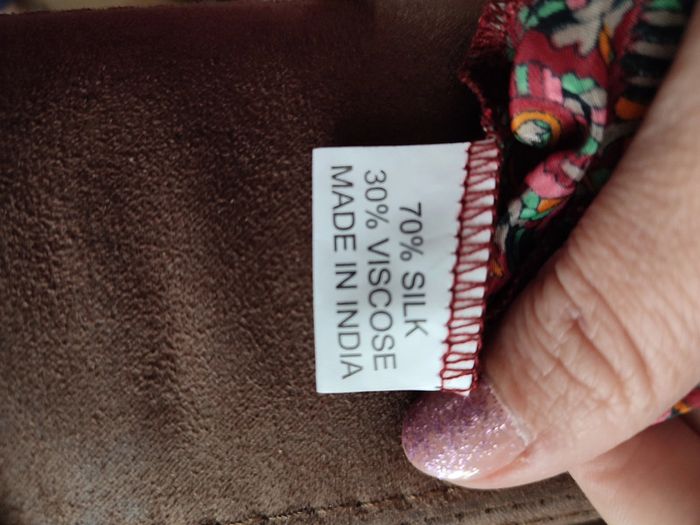 70% SILK
30% VISCOSE
MADE IN INDIA